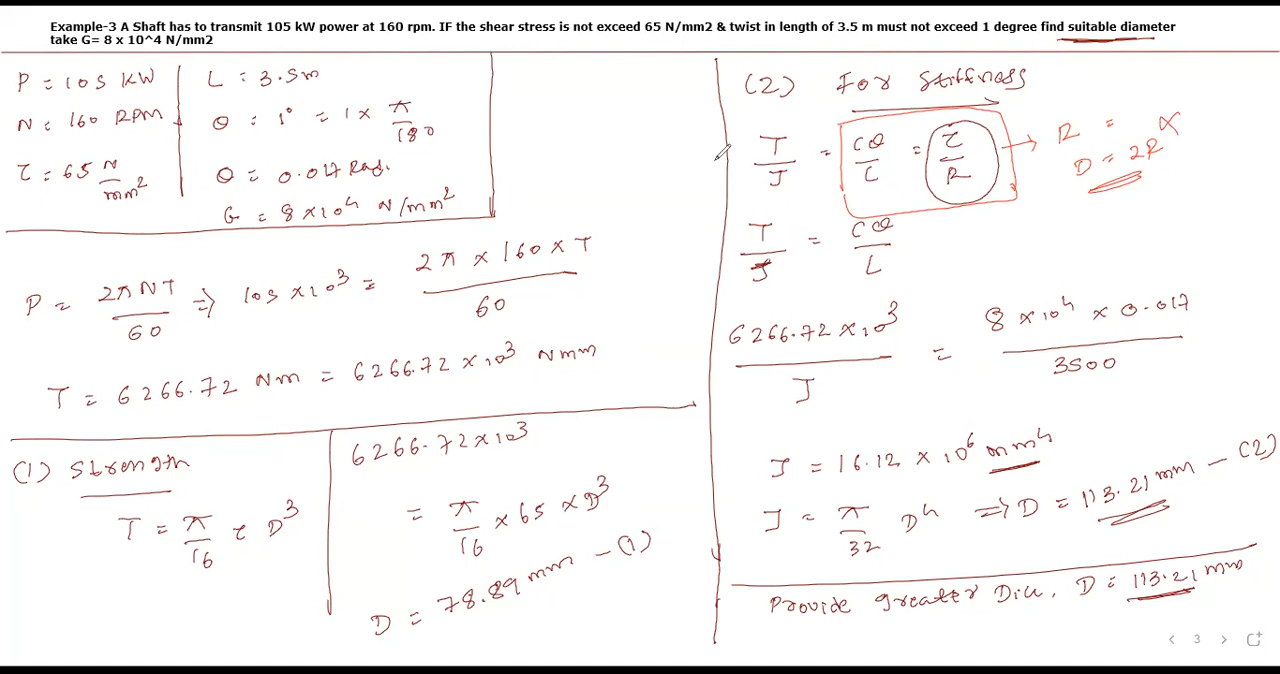 Example-3 A Shaft has to transmit 105 kW power at 160 rpm. IF the shear stress is not exceed 65 N/mm2 & twist in length of 3.5 m must not exceed 1 degree find suitable diameter
take G= 8 x 10^4 N/mm2
P = 105 KW
N = 160 RPM
τ = 65 N/mm²
L = 3.5m
θ = 1° = 1 × π/180
θ = 0.017 Rad.
G = 8 × 10⁴ N/mm²
P = 2πNT/60 ⇒ 105 × 10³ = 2π × 160 × T/60
T = 6266.72 Nm = 6266.72 × 10³ Nmm
(1) Strength
T = π/16 τ D³
6266.72 × 10³
= π/16 × 65 × D³
D = 78.89 mm - (1)
(2) For Stiffness
T/J = Cθ/L = τ/R → R = ✗
D = 2R
T/J = Cθ/L
6266.72 × 10³/J = 8 × 10⁴ × 0.017/3500
J = 16.12 × 10⁶ mm⁴
J = π/32 D⁴ ⇒ D = 113.21 mm - (2)
Provide greater Dia, D = 113.21 mm
< 3 >